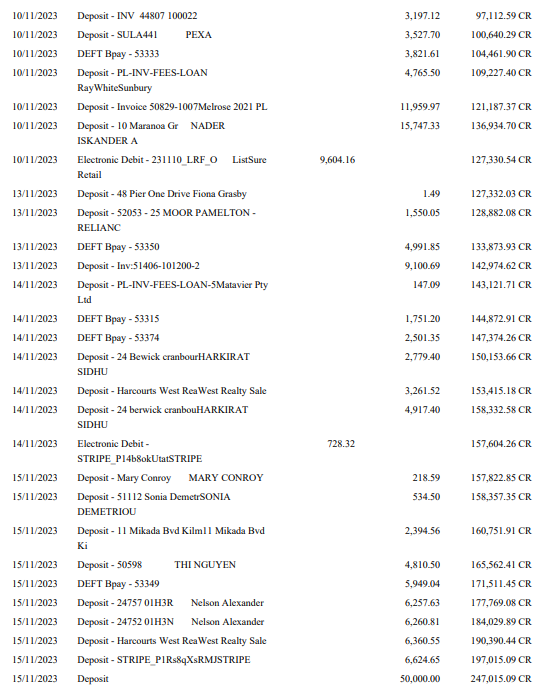 10/11/2023 Deposit - INV 44807 100022 3,197.12 97,112.59 CR
10/11/2023 Deposit - SULA441 PEXA 3,527.70 100,640.29 CR
10/11/2023 DEFT Bpay - 53333 3,821.61 104,461.90 CR
10/11/2023 Deposit - PL-INV-FEES-LOAN 4,765.50 109,227.40 CR
RayWhiteSunbury
10/11/2023 Deposit - Invoice 50829-1007Melrose 2021 PL 11,959.97 121,187.37 CR
10/11/2023 Deposit - 10 Maranoa Gr NADER 15,747.33 136,934.70 CR
ISKANDER A
10/11/2023 Electronic Debit - 231110_LRF_O ListSure 9,604.16 127,330.54 CR
Retail
13/11/2023 Deposit - 48 Pier One Drive Fiona Grasby 1.49 127,332.03 CR
13/11/2023 Deposit - 52053 - 25 MOOR PAMELTON - 1,550.05 128,882.08 CR
RELIANC
13/11/2023 DEFT Bpay - 53350 4,991.85 133,873.93 CR
13/11/2023 Deposit - Inv:51406-101200-2 9,100.69 142,974.62 CR
14/11/2023 Deposit - PL-INV-FEES-LOAN-5Matavier Pty 147.09 143,121.71 CR
Ltd
14/11/2023 DEFT Bpay - 53315 1,751.20 144,872.91 CR
14/11/2023 DEFT Bpay - 53374 2,501.35 147,374.26 CR
14/11/2023 Deposit - 24 Bewick cranbourHARKIRAT 2,779.40 150,153.66 CR
SIDHU
14/11/2023 Deposit - Harcourts West ReaWest Realty Sale 3,261.52 153,415.18 CR
14/11/2023 Deposit - 24 berwick cranbouHARKIRAT 4,917.40 158,332.58 CR
SIDHU
14/11/2023 Electronic Debit - 728.32 157,604.26 CR
STRIPE_P14b8okUtatSTRIPE
15/11/2023 Deposit - Mary Conroy MARY CONROY 218.59 157,822.85 CR
15/11/2023 Deposit - 51112 Sonia DemetrSONIA 534.50 158,357.35 CR
DEMETRIOU
15/11/2023 Deposit - 11 Mikada Bvd Kilm11 Mikada Bvd 2,394.56 160,751.91 CR
Ki
15/11/2023 Deposit - 50598 THI NGUYEN 4,810.50 165,562.41 CR
15/11/2023 DEFT Bpay - 53349 5,949.04 171,511.45 CR
15/11/2023 Deposit - 24757 01H3R Nelson Alexander 6,257.63 177,769.08 CR
15/11/2023 Deposit - 24752 01H3N Nelson Alexander 6,260.81 184,029.89 CR
15/11/2023 Deposit - Harcourts West ReaWest Realty Sale 6,360.55 190,390.44 CR
15/11/2023 Deposit - STRIPE_P1Rs8qXsRMJSTRIPE 6,624.65 197,015.09 CR
15/11/2023 Deposit 50,000.00 247,015.09 CR